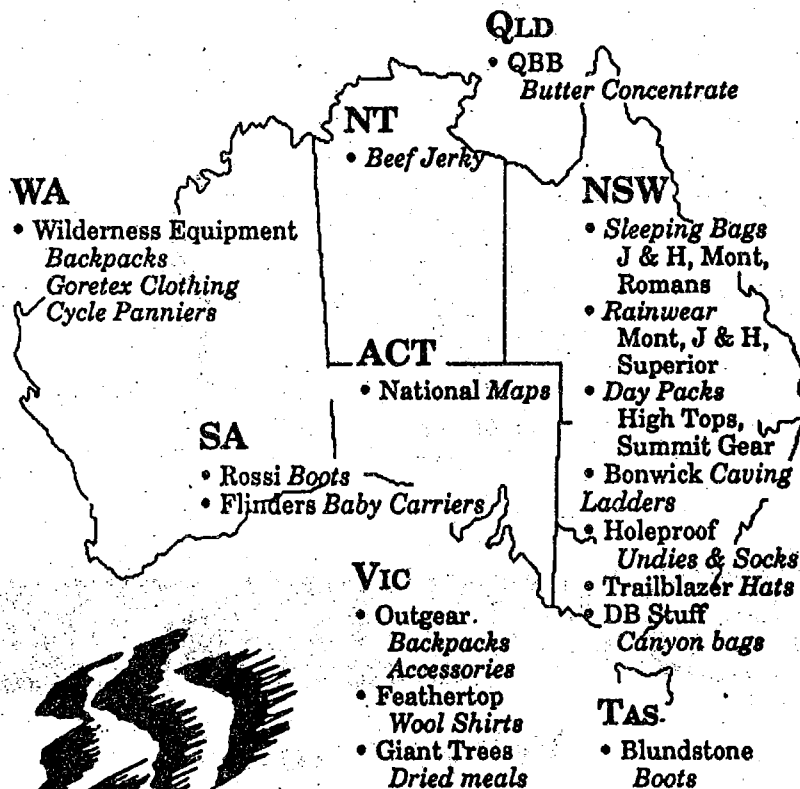 QLD
• QBB
Butter Concentrate
NT
• Beef Jerky
WA
• Wilderness Equipment
Backpacks
Goretex Clothing
Cycle Panniers
NSW
• Sleeping Bags
J & H, Mont,
Romans
• Rainwear
Mont, J & H,
Superior
• Day Packs
High Tops,
Summit Gear
• Bonwick Caving
Ladders
• Holeproof
Undies & Socks
• Trailblazer Hats
• DB Stuff
Canyon bags
ACT
• National Maps
SA
• Rossi Boots
• Flinders Baby Carriers
VIC
• Outgear
Backpacks
Accessories
• Feathertop
Wool Shirts
• Giant Trees
Dried meals
TAS
• Blundstone
Boots